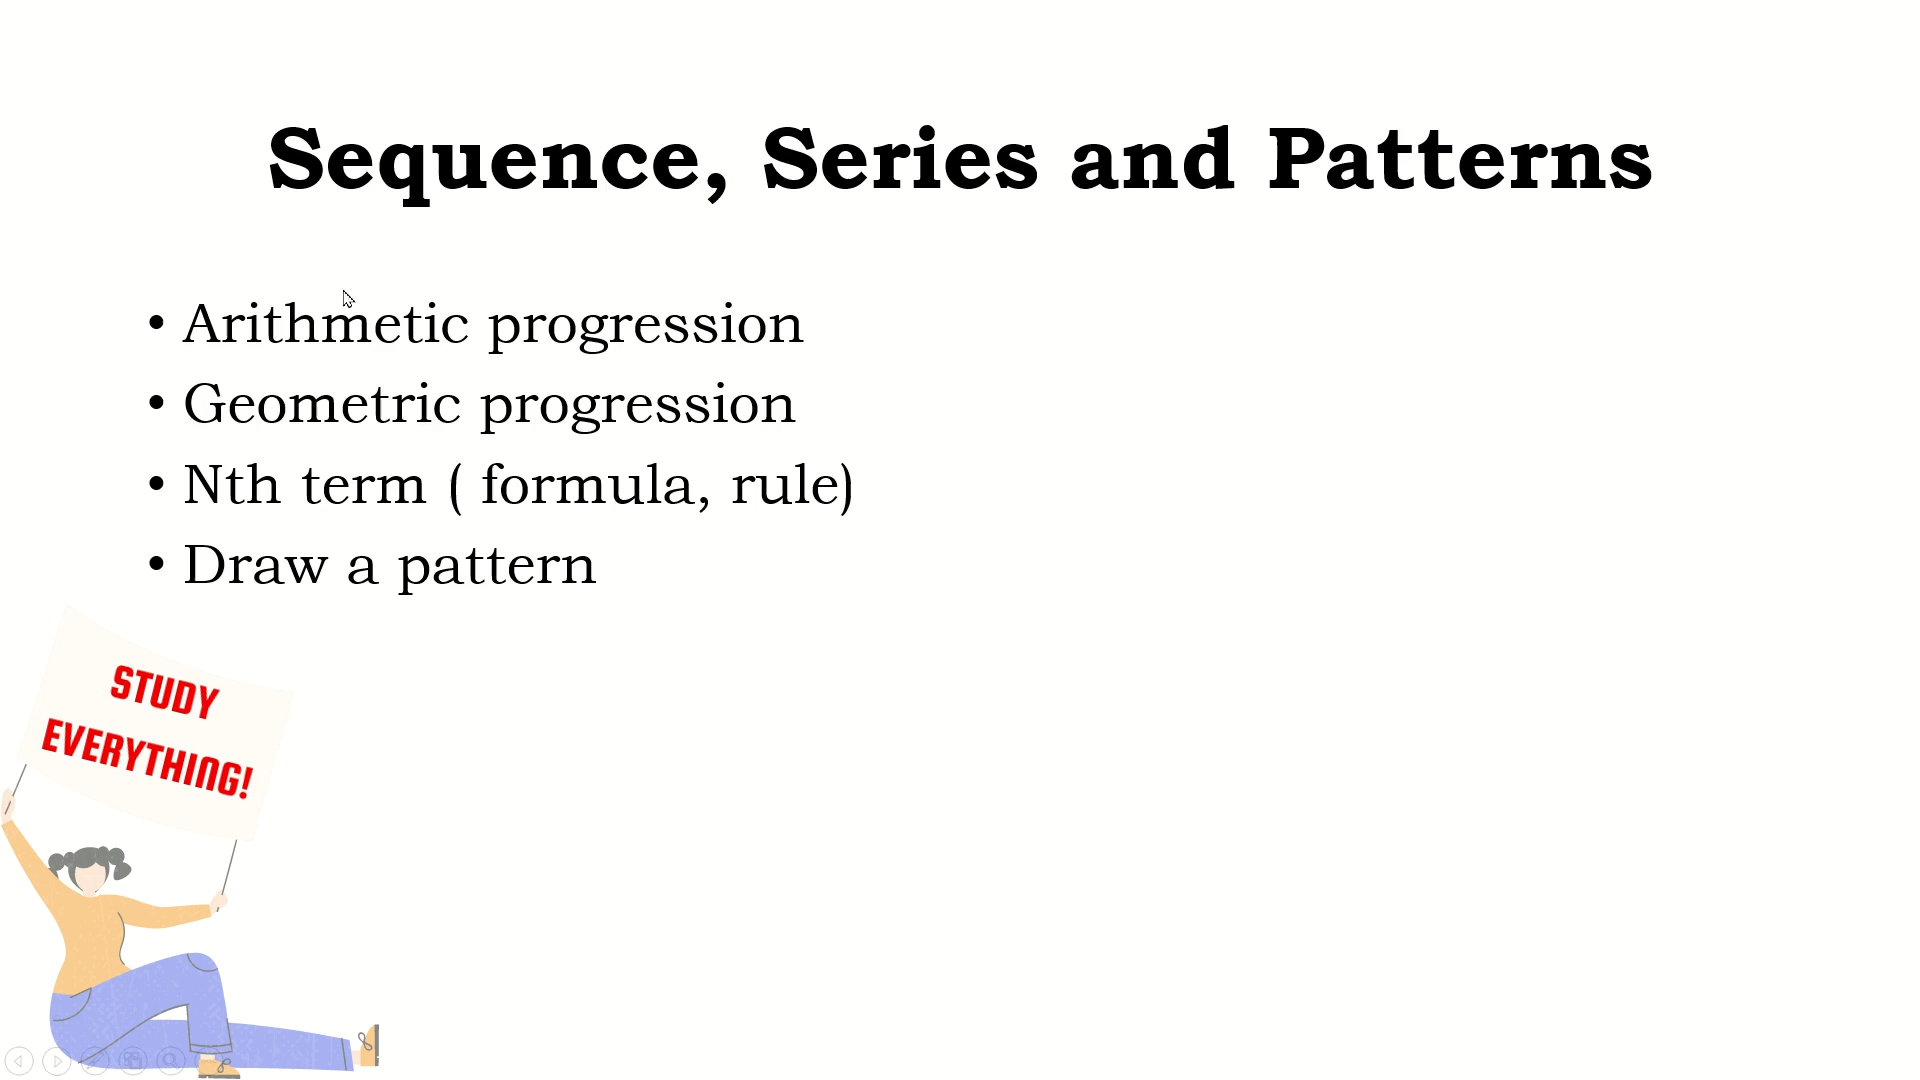 Sequence, Series and Patterns
• Arithmetic progression
• Geometric progression
• Nth term ( formula, rule)
• Draw a pattern
STUDY
EVERYTHING!